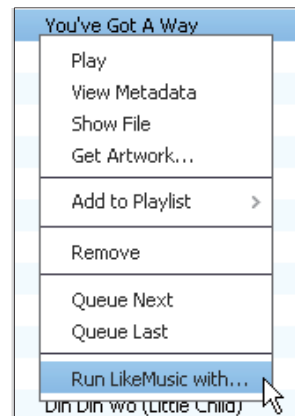 You've Got A Way
Play
View Metadata
Show File
Get Artwork...
Add to Playlist
Remove
Queue Next
Queue Last
Run LikeMusic with...
Din Din Wo (Little Child)